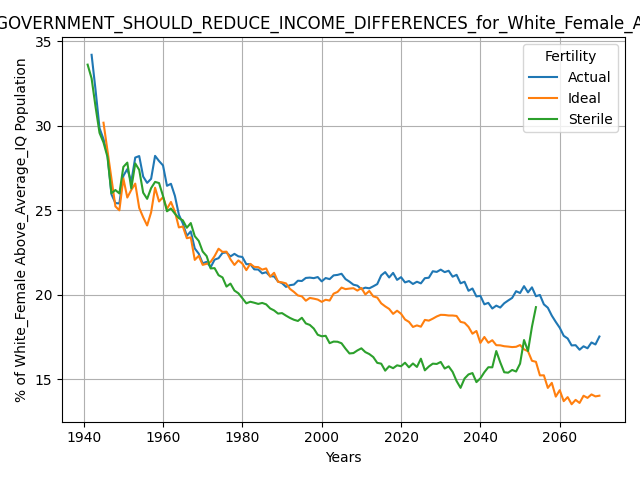 GOVERNMENT_SHOULD_REDUCE_INCOME_DIFFERENCES_for_White_Female_A
% of White_Female Above_Average_IQ Population
35
30
25
20
15
Fertility
Actual
Ideal
Sterile
1940 1960 1980 2000 2020 2040 2060
Years